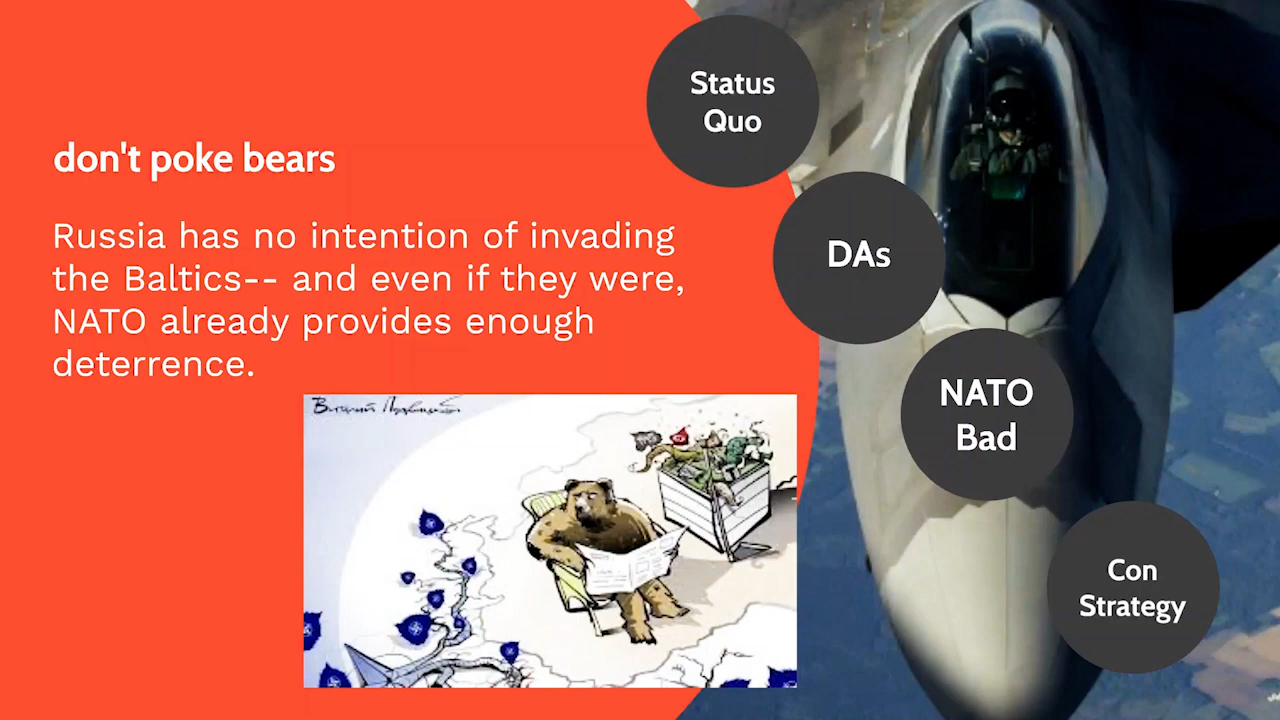 don't poke bears
Russia has no intention of invading
the Baltics-- and even if they were,
NATO already provides enough
deterrence.
Status
Quo
DAs
NATO
Bad
Con
Strategy